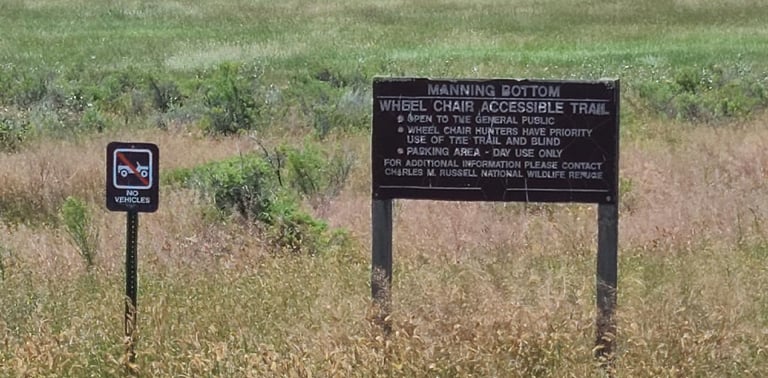 NO
VEHICLES
MANNING BOTTOM
WHEEL CHAIR ACCESSIBLE TRAIL
• OPEN TO THE GENERAL PUBLIC
• WHEEL CHAIR HUNTERS HAVE PRIORITY
USE OF THE TRAIL AND BLIND
• PARKING AREA - DAY USE ONLY
FOR ADDITIONAL INFORMATION PLEASE CONTACT
CHARLES M. RUSSELL NATIONAL WILDLIFE REFUGE